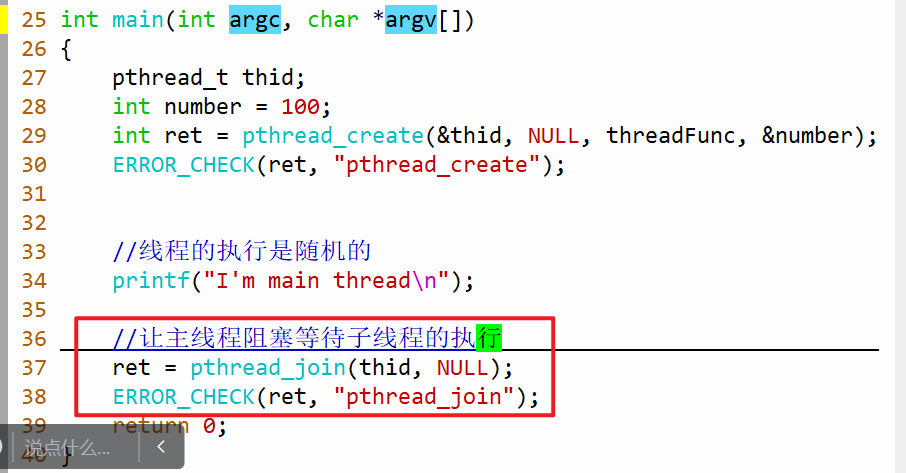 25 int main(int argc, char *argv[])
26 {
27     pthread_t thid;
28     int number = 100;
29     int ret = pthread_create(&thid, NULL, threadFunc, &number);
30     ERROR_CHECK(ret, "pthread_create");
31
32
33     //线程的执行是随机的
34     printf("I'm main thread\n");
35
36     //让主线程阻塞等待子线程的执行
37     ret = pthread_join(thid, NULL);
38     ERROR_CHECK(ret, "pthread_join");
39     return 0;
40 }
说点什么...